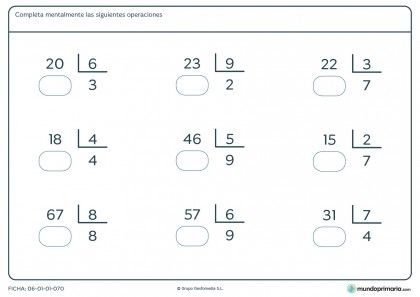 Completa mentalmente las siguientes operaciones
20 6 23 9 22 3
3 2 7
18 4 46 5 15 2
4 9 7
67 8 57 6 31 7
8 9 4
FICHA: 06-01-01-070 © Grupo Gesfomedia S.L. mundoprimaria.com